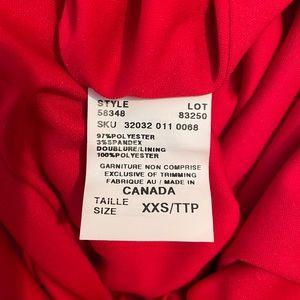 STYLE LOT
58348 83250
SKU 32032 011 0068
97%POLYESTER
3%SPANDEX
DOUBLURE/LINING
100%POLYESTER
GARNITURE NON COMPRISE
EXCLUSIVE OF TRIMMING
FABRIQUE AU / MADE IN
CANADA
TAILLE
SIZE XXS/TTP